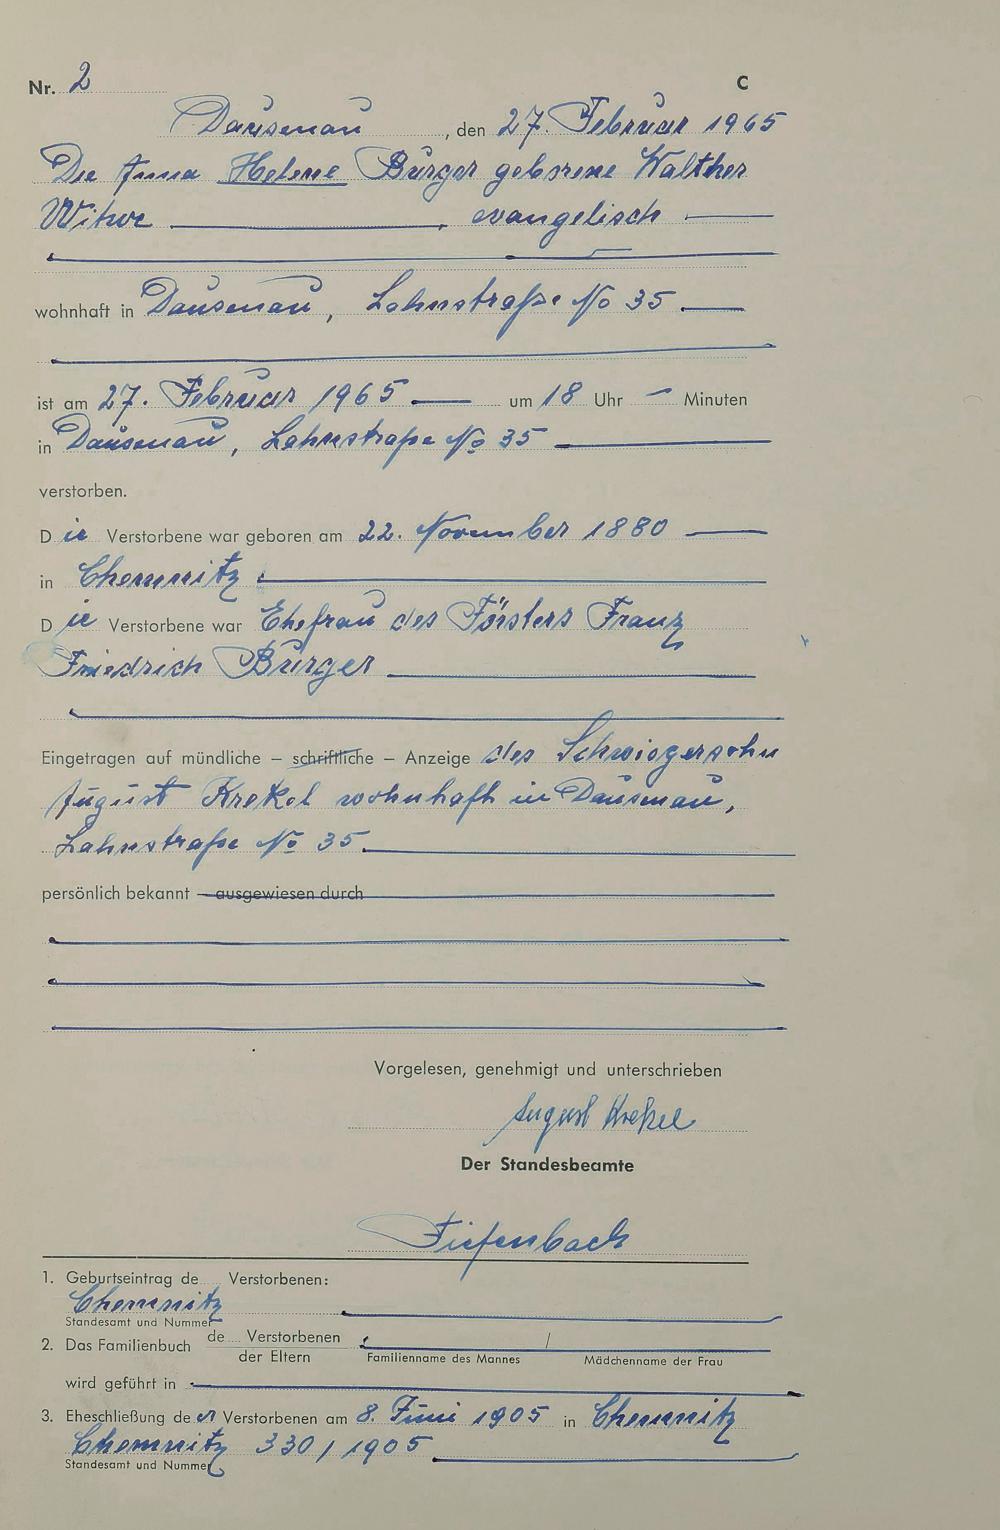 Nr. 2 C
Dausenau, den 27. Februar 1965
Die Anna Helene Burger geborene Walther
Witwe evangelisch
wohnhaft in Dausenau, Lahnstraße No 35
ist am 27. Februar 1965 um 18 Uhr — Minuten
in Dausenau, Lahnstraße No 35
verstorben.
Die Verstorbene war geboren am 22. November 1880
in Chemnitz
Die Verstorbene war Ehefrau des Försters Franz
Friedrich Burger
Eingetragen auf mündliche – schriftliche – Anzeige des Schwiegersohn
August Krekel wohnhaft in Dausenau,
Lahnstraße No 35
persönlich bekannt – ausgewiesen durch
Vorgelesen, genehmigt und unterschrieben
August Krekel
Der Standesbeamte
Tiefenbach
1. Geburtseintrag de Verstorbenen:
Chemnitz
Standesamt und Nummer
2. Das Familienbuch de Verstorbenen /
der Eltern Familienname des Mannes Mädchenname der Frau
wird geführt in
3. Eheschließung der Verstorbenen am 8. Juni 1905 in Chemnitz
Chemnitz 330/1905
Standesamt und Nummer